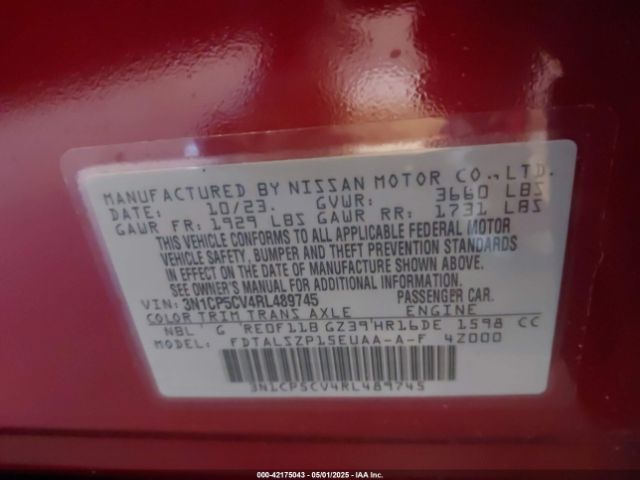 MANUFACTURED BY NISSAN MOTOR CO., LTD.
DATE: 10/23. GVWR: 3660 LBS
GAWR FR: 1929 LBS GAWR RR: 1731 LBS
THIS VEHICLE CONFORMS TO ALL APPLICABLE FEDERAL MOTOR
VEHICLE SAFETY, BUMPER AND THEFT PREVENTION STANDARDS
IN EFFECT ON THE DATE OF MANUFACTURE SHOWN ABOVE.
SEE OWNER'S MANUAL FOR ADDITIONAL INFORMATION.
VIN: 3N1CP5CV4RL489745 PASSENGER CAR
COLOR TRIM TRANS AXLE ENGINE
NBL G RE0F11B GZ39 HR16DE 1598 CC
MODEL FDTALSZP15EUAA-A-F 4Z000
3N1CP5CV4RL489745
000-42175043 / 05/01/2025 - IAA Inc.